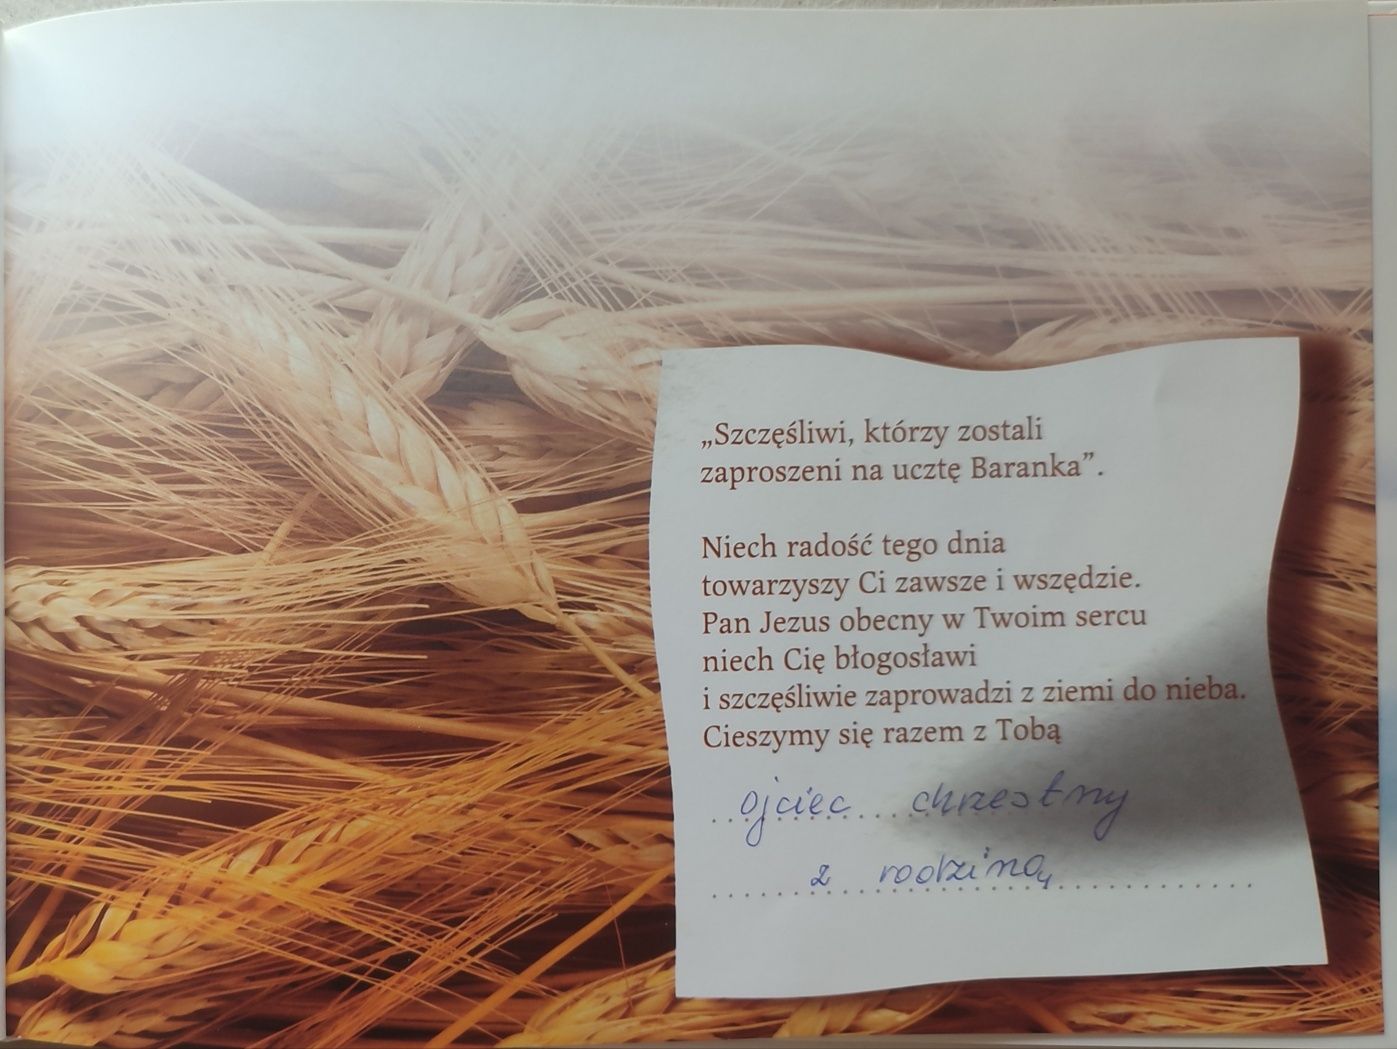 „Szczęśliwi, którzy zostali
zaproszeni na ucztę Baranka”.
Niech radość tego dnia
towarzyszy Ci zawsze i wszędzie.
Pan Jezus obecny w Twoim sercu
niech Cię błogosławi
i szczęśliwie zaprowadzi z ziemi do nieba.
Cieszymy się razem z Tobą
ojciec chrzestny
z rodziną